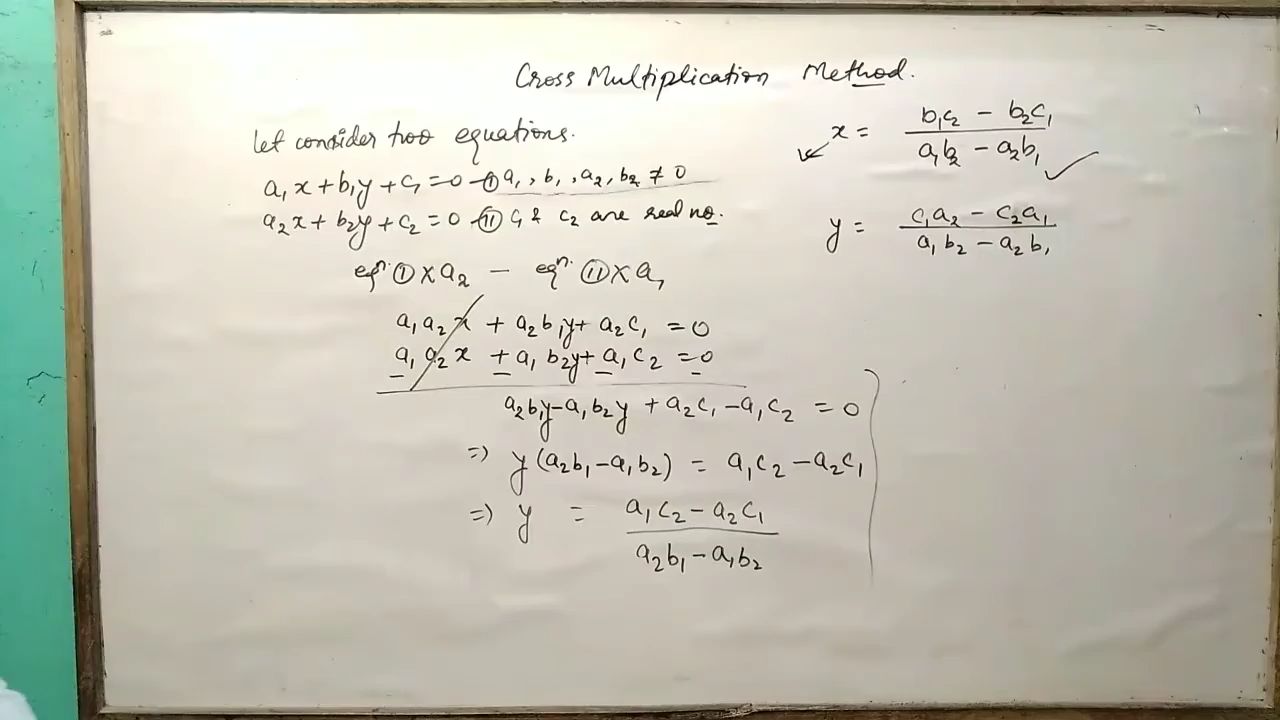 Cross Multiplication Method.
Let consider two equations.
a₁x + b₁y + c₁ = 0 — Ⓘ a₁, b₁, a₂, b₂ ≠ 0
a₂x + b₂y + c₂ = 0 — Ⓘⓘ c₁ & c₂ are real no.
eqⁿ. Ⓘ × a₂ — eqⁿ. Ⓘⓘ × a₁
a₁a₂x + a₂b₁y + a₂c₁ = 0
a₁a₂x + a₁b₂y + a₁c₂ = 0
− − − −
a₂b₁y − a₁b₂y + a₂c₁ − a₁c₂ = 0
=> y(a₂b₁ − a₁b₂) = a₁c₂ − a₂c₁
=> y = (a₁c₂ − a₂c₁) / (a₂b₁ − a₁b₂)
x = (b₁c₂ − b₂c₁) / (a₁b₂ − a₂b₁)
y = (c₁a₂ − c₂a₁) / (a₁b₂ − a₂b₁)